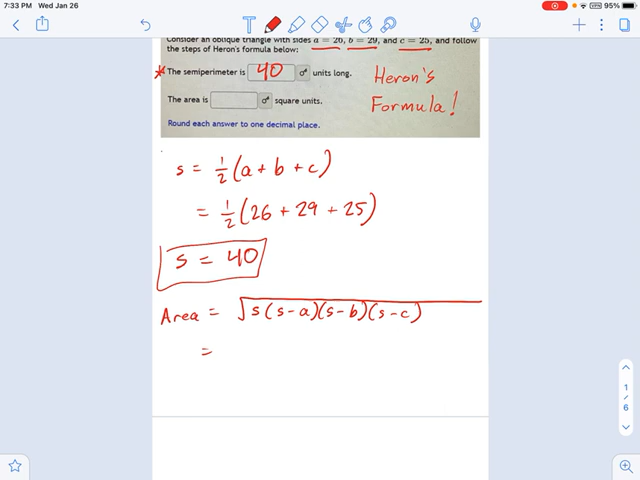 7:33 PM Wed Jan 26
95%
Consider an oblique triangle with sides a = 26, b = 29, and c = 25, and follow
the steps of Heron's formula below:
* The semiperimeter is 40 units long.
The area is square units.
Round each answer to one decimal place.
Heron's
Formula!
s = 1/2 (a + b + c)
= 1/2 (26 + 29 + 25)
s = 40
Area = √s(s-a)(s-b)(s-c)
=
1
/
6